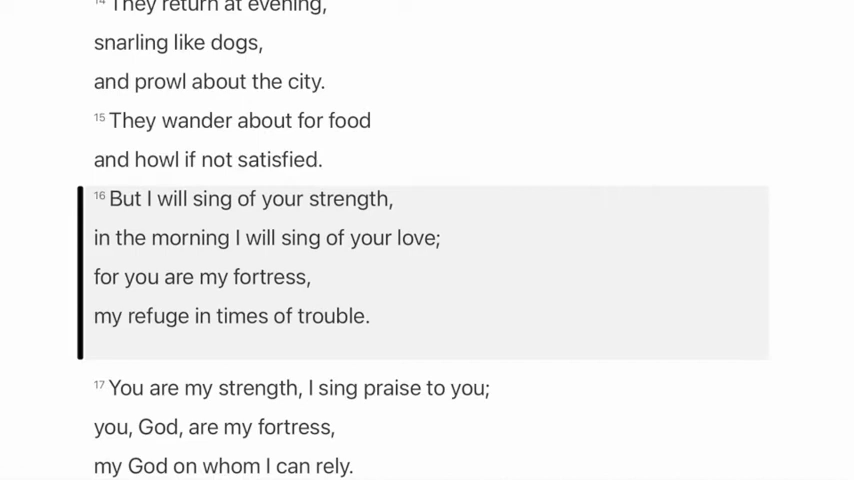 14 They return at evening,
snarling like dogs,
and prowl about the city.
15 They wander about for food
and howl if not satisfied.
16 But I will sing of your strength,
in the morning I will sing of your love;
for you are my fortress,
my refuge in times of trouble.
17 You are my strength, I sing praise to you;
you, God, are my fortress,
my God on whom I can rely.